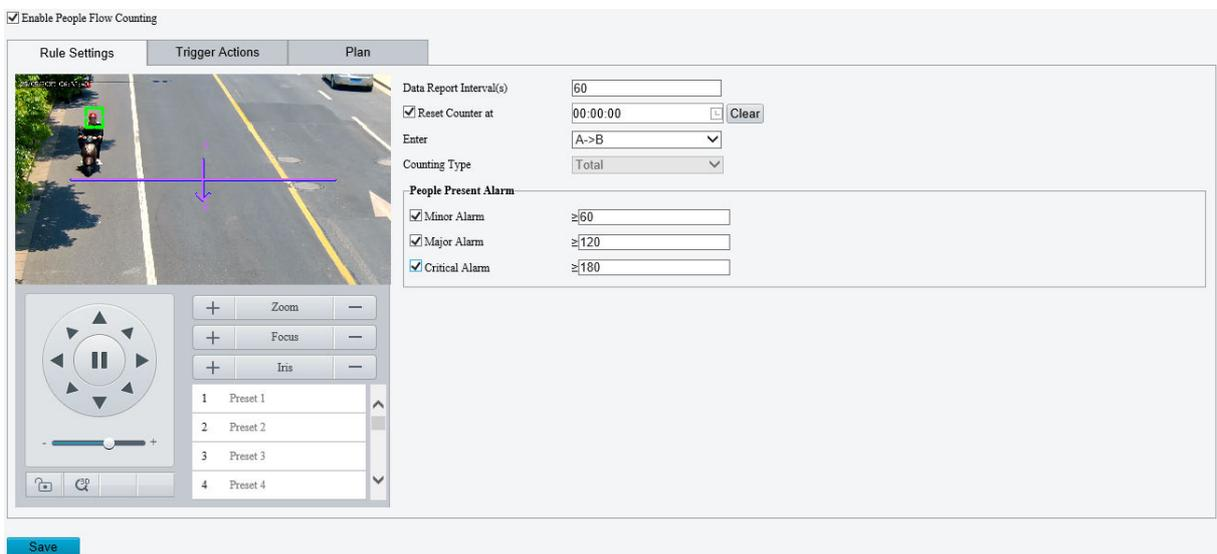 Enable People Flow Counting
Rule Settings
Trigger Actions
Plan
Data Report Interval(s)
60
Reset Counter at
00:00:00
Clear
Enter
A->B
Counting Type
Total
People Present Alarm
Minor Alarm
≥60
Major Alarm
≥120
Critical Alarm
≥180
+ Zoom −
+ Focus −
+ Iris −
1 Preset 1
2 Preset 2
3 Preset 3
4 Preset 4
- +
3D
Save